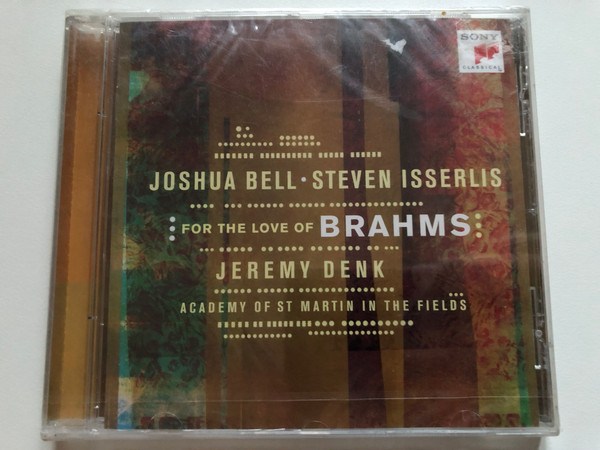 SONY
CLASSICAL
JOSHUA BELL · STEVEN ISSERLIS
FOR THE LOVE OF BRAHMS
JEREMY DENK
ACADEMY OF ST MARTIN IN THE FIELDS